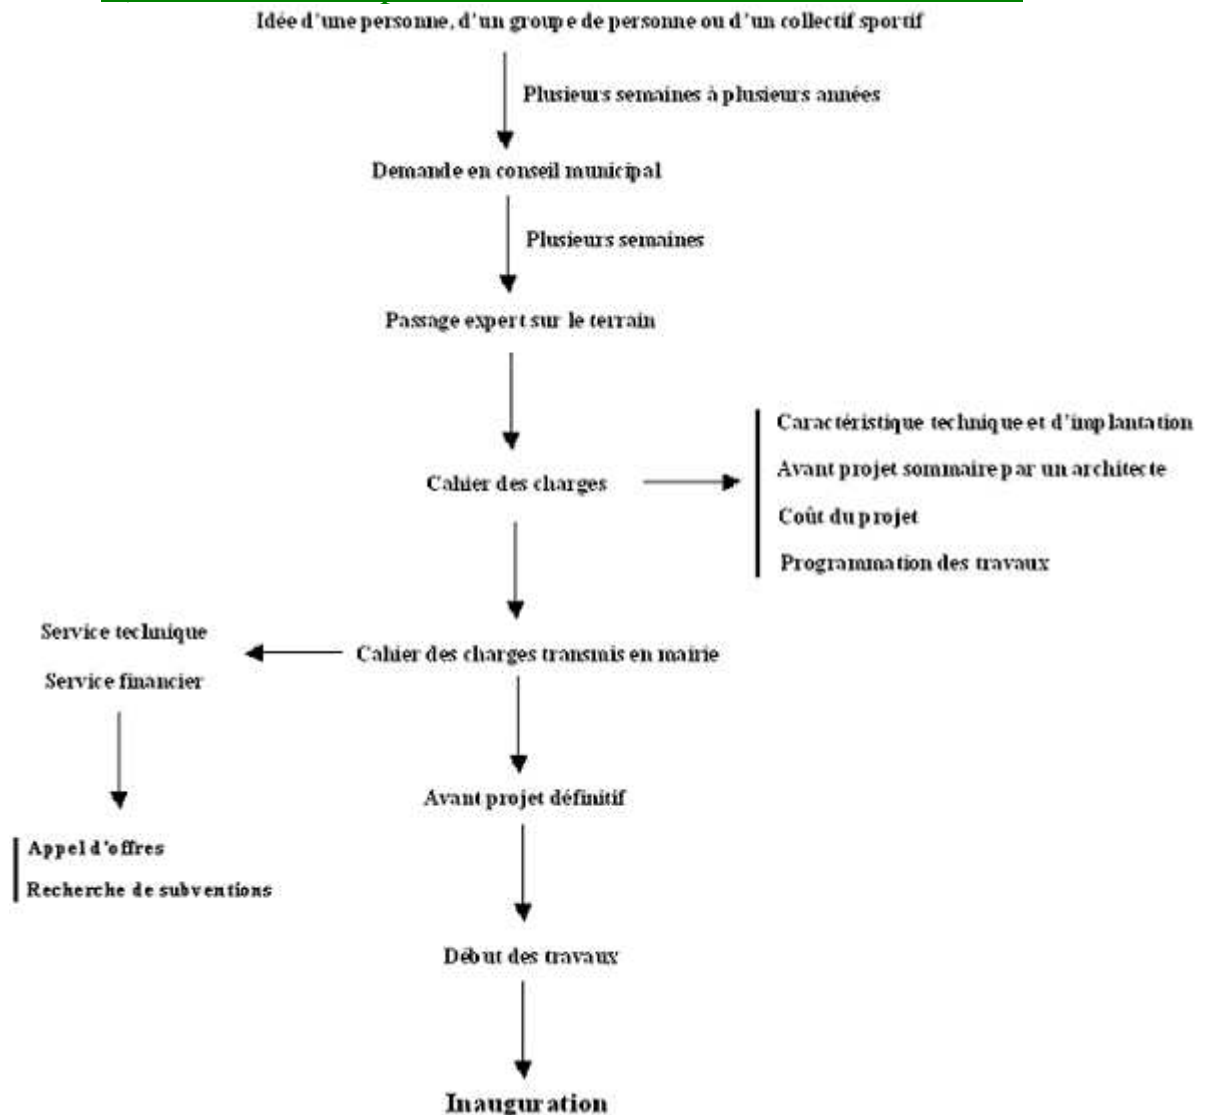 Idée d'une personne, d'un groupe de personne ou d'un collectif sportif
Plusieurs semaines à plusieurs années
Demande en conseil municipal
Plusieurs semaines
Passage expert sur le terrain
Caractéristique technique et d'implantation
Avant projet sommaire par un architecte
Cahier des charges
Coût du projet
Programmation des travaux
Service technique
Cahier des charges transmis en mairie
Service financier
Avant projet définitif
Appel d'offres
Recherche de subventions
Début des travaux
Inauguration